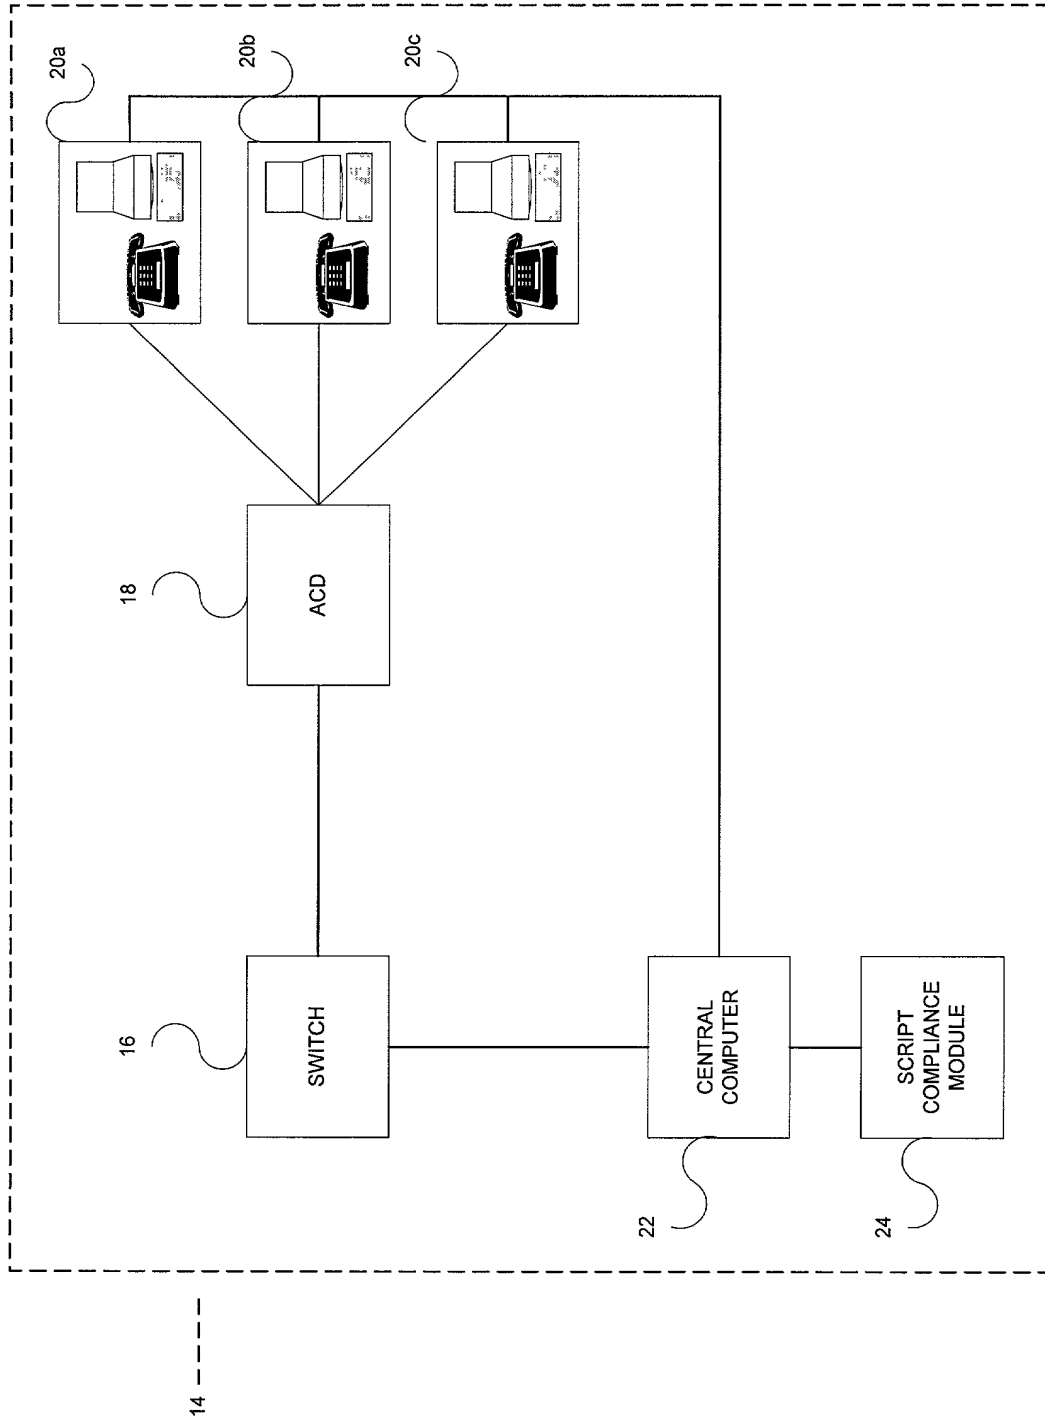 20a
20b
20c
18
ACD
16
SWITCH
CENTRAL
COMPUTER
22
SCRIPT
COMPLIANCE
MODULE
24
14